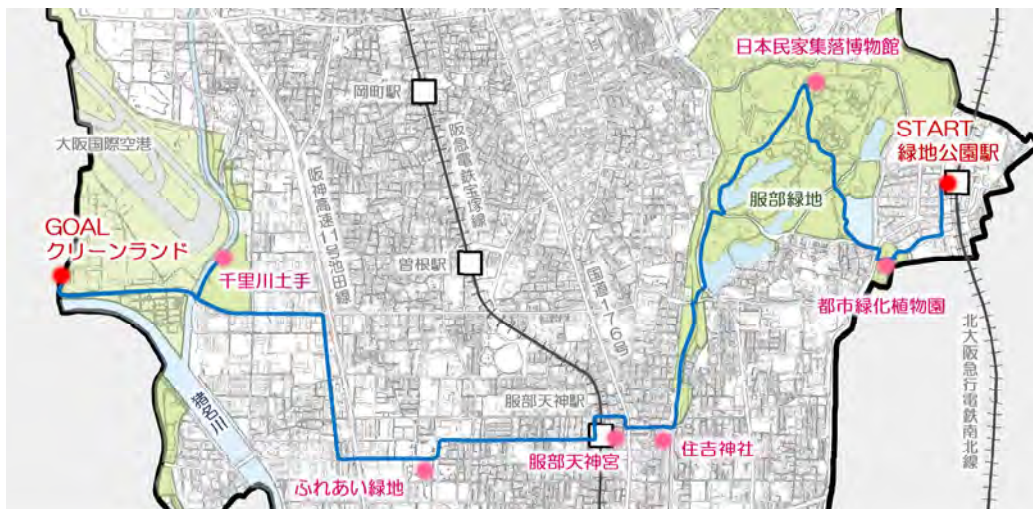 日本民家集落博物館
岡町駅
阪急電鉄宝塚線
START
緑地公園駅
大阪国際空港
阪神高速11号池田線
国道176号
服部緑地
GOAL
クリーンランド
千里川土手
曽根駅
都市緑化植物園
北大阪急行電鉄南北線
猪名川
服部天神駅
服部天神宮
住吉神社
ふれあい緑地